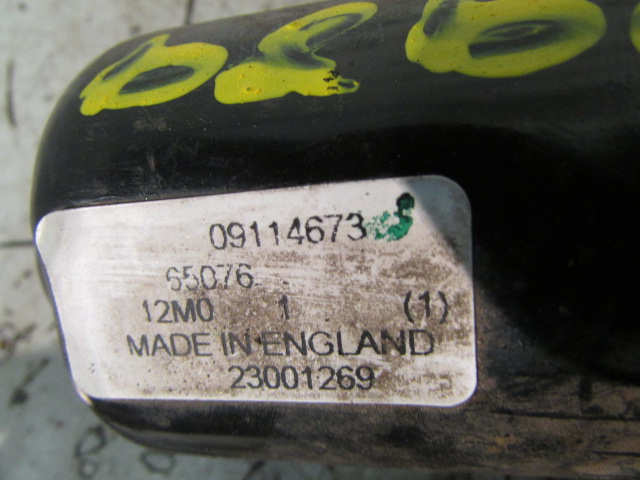 09114673
65076
12M0 1 (1)
MADE IN ENGLAND
23001269